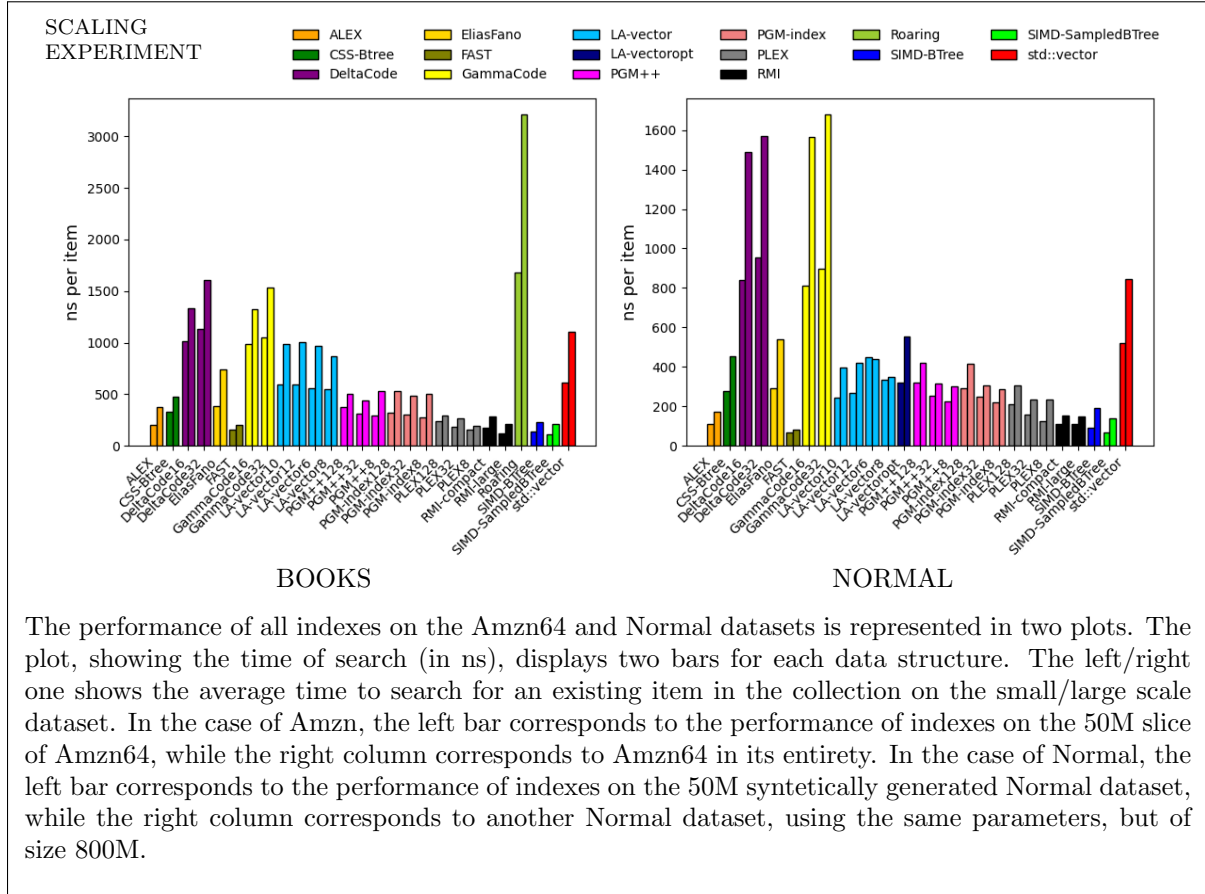 SCALING
EXPERIMENT
ALEX
CSS-Btree
DeltaCode
EliasFano
FAST
GammaCode
LA-vector
LA-vectoropt
PGM++
PGM-index
PLEX
RMI
Roaring
SIMD-BTree
SIMD-SampledBTree
std::vector
ns per item
3000
2500
2000
1500
1000
500
0
ALEX
CSS-Btree
DeltaCode16
DeltaCode32
EliasFano
FAST
GammaCode16
GammaCode32
LA-vector10
LA-vector12
LA-vector6
LA-vector8
PGM++128
PGM++32
PGM++8
PGM-index128
PGM-index32
PGM-index8
PLEX128
PLEX32
PLEX8
RMI-compact
RMI-large
Roaring
SIMD-BTree
SIMD-SampledBTree
std::vector
BOOKS
ns per item
1600
1400
1200
1000
800
600
400
200
0
ALEX
CSS-Btree
DeltaCode16
DeltaCode32
EliasFano
FAST
GammaCode16
GammaCode32
LA-vector10
LA-vector12
LA-vector6
LA-vector8
LA-vectoropt
PGM++128
PGM++32
PGM++8
PGM-index128
PGM-index32
PGM-index8
PLEX128
PLEX32
PLEX8
RMI-compact
RMI-large
SIMD-BTree
SIMD-SampledBTree
std::vector
NORMAL
The performance of all indexes on the Amzn64 and Normal datasets is represented in two plots. The
plot, showing the time of search (in ns), displays two bars for each data structure. The left/right
one shows the average time to search for an existing item in the collection on the small/large scale
dataset. In the case of Amzn, the left bar corresponds to the performance of indexes on the 50M slice
of Amzn64, while the right column corresponds to Amzn64 in its entirety. In the case of Normal, the
left bar corresponds to the performance of indexes on the 50M syntetically generated Normal dataset,
while the right column corresponds to another Normal dataset, using the same parameters, but of
size 800M.